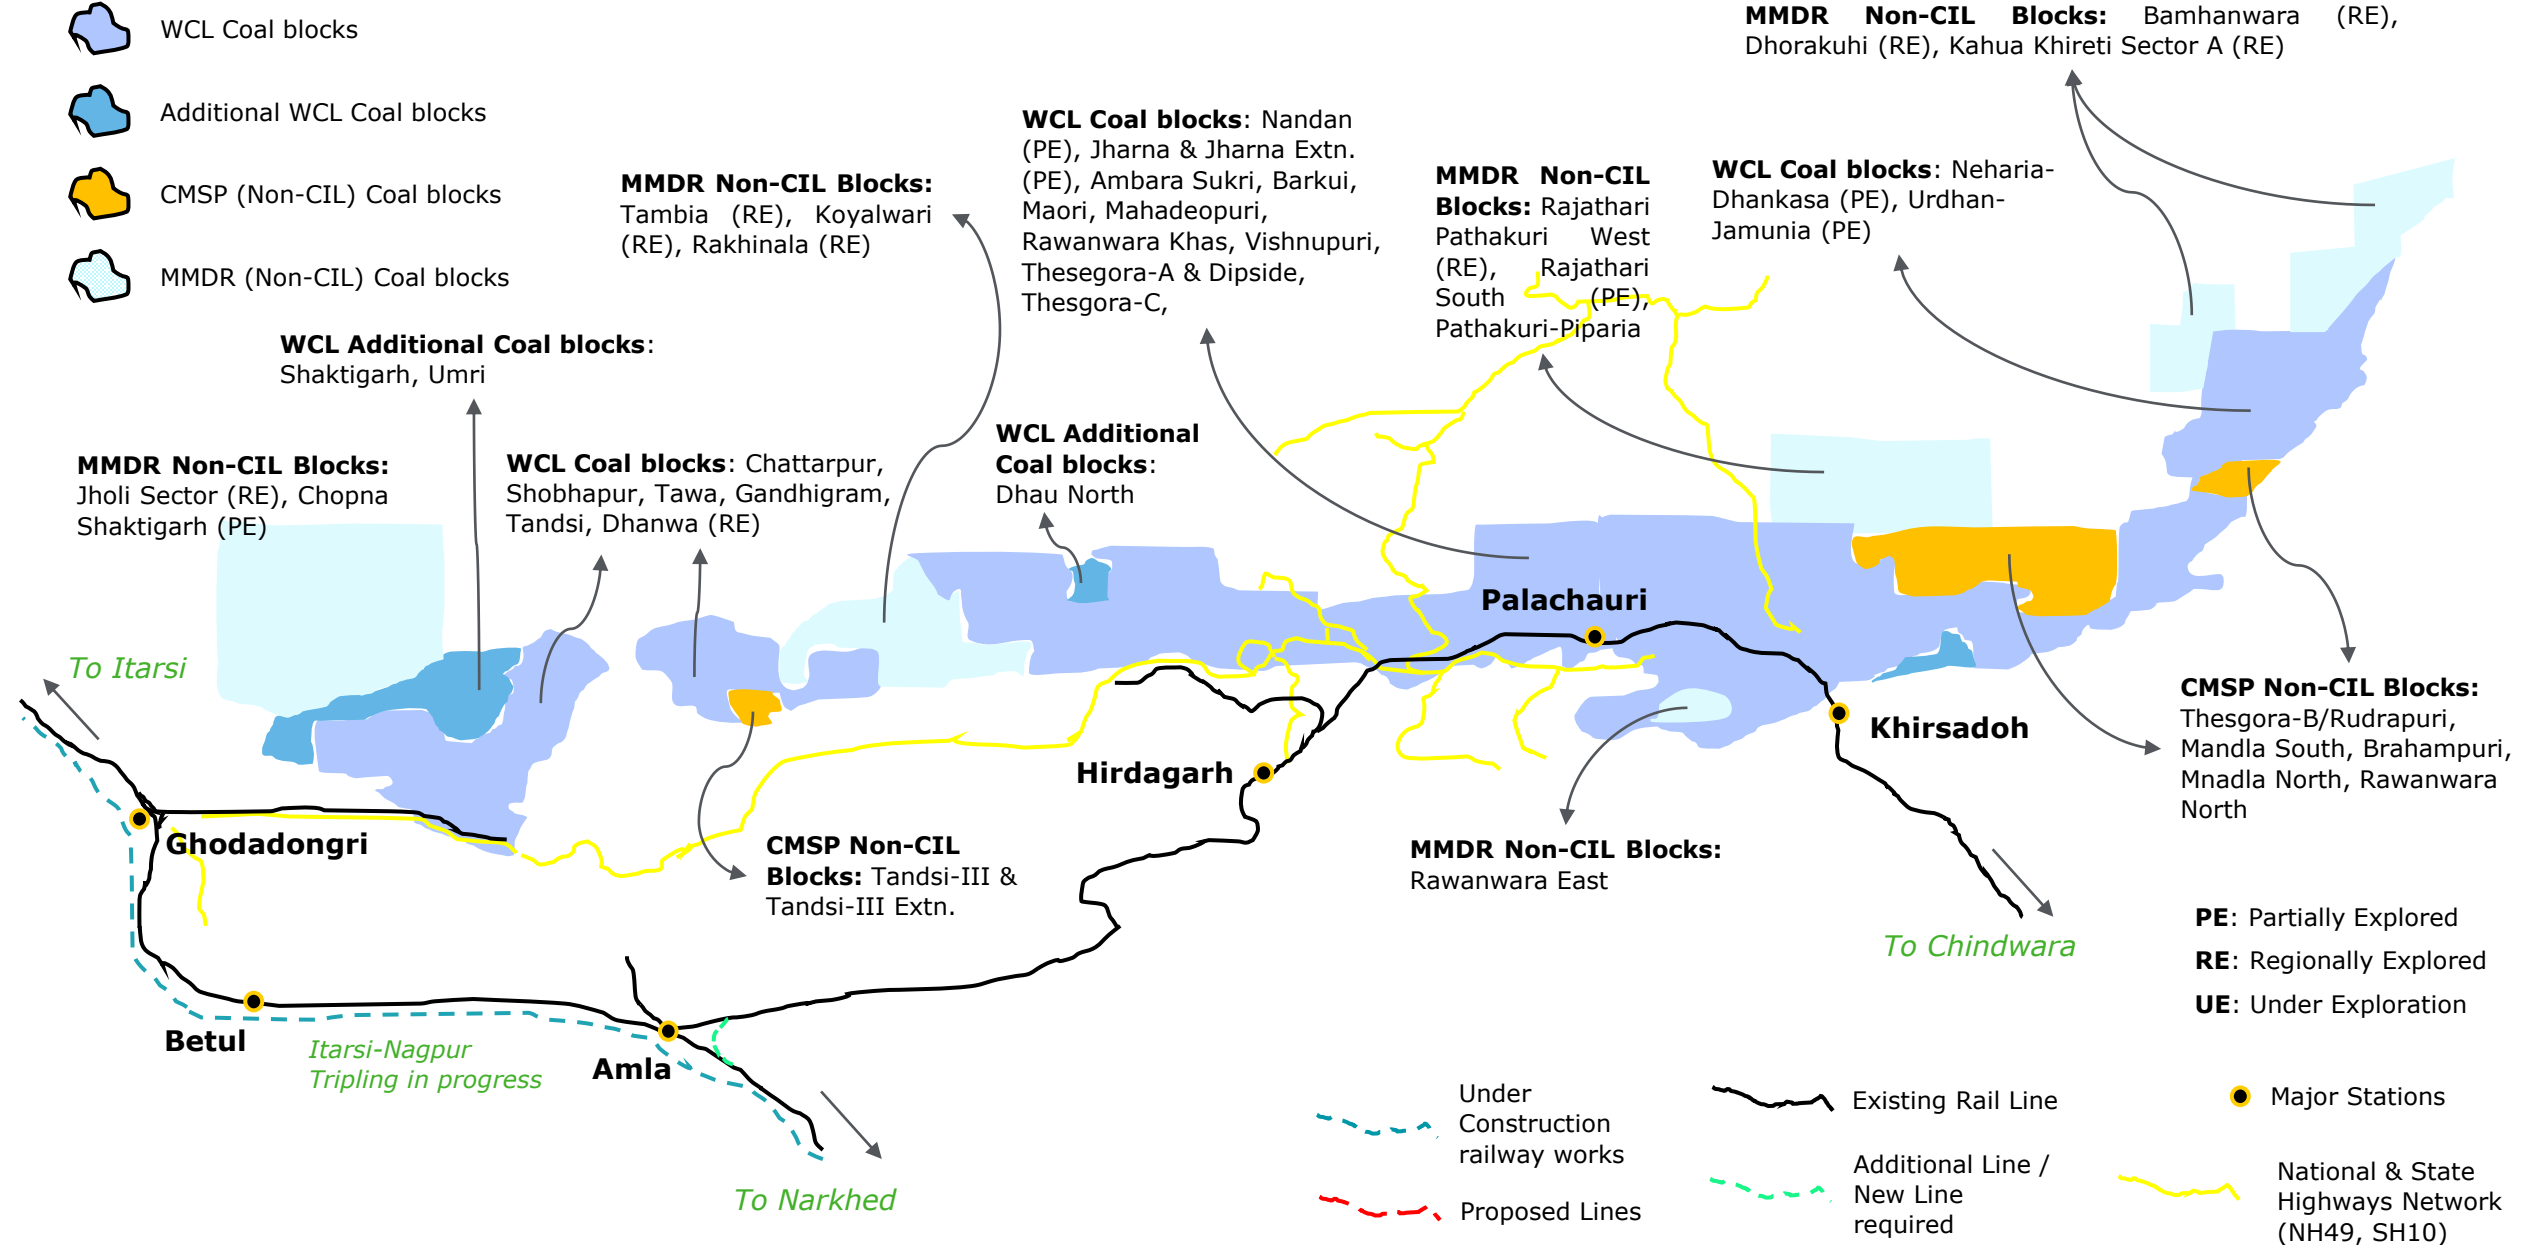 WCL Coal blocks
Additional WCL Coal blocks
CMSP (Non-CIL) Coal blocks
MMDR (Non-CIL) Coal blocks
MMDR Non-CIL Blocks: Bamhanwara (RE),
Dhorakuhi (RE), Kahua Khireti Sector A (RE)
WCL Coal blocks: Nandan
(PE), Jharna & Jharna Extn.
(PE), Ambara Sukri, Barkui,
Maori, Mahadeopuri,
Rawanwara Khas, Vishnupuri,
Thesegora-A & Dipside,
Thesgora-C,
MMDR Non-CIL Blocks:
Tambia (RE), Koyalwari
(RE), Rakhinala (RE)
MMDR Non-CIL
Blocks: Rajathari
Pathakuri West
(RE), Rajathari
South (PE),
Pathakuri-Piparia
WCL Coal blocks: Neharia-
Dhankasa (PE), Urdhan-
Jamunia (PE)
WCL Additional Coal blocks:
Shaktigarh, Umri
MMDR Non-CIL Blocks:
Jholi Sector (RE), Chopna
Shaktigarh (PE)
WCL Coal blocks: Chattarpur,
Shobhapur, Tawa, Gandhigram,
Tandsi, Dhanwa (RE)
WCL Additional
Coal blocks:
Dhau North
Palachauri
To Itarsi
Khirsadoh
Hirdagarh
CMSP Non-CIL Blocks:
Thesgora-B/Rudrapuri,
Mandla South, Brahampuri,
Mnadla North, Rawanwara
North
Ghodadongri
CMSP Non-CIL
Blocks: Tandsi-III &
Tandsi-III Extn.
MMDR Non-CIL Blocks:
Rawanwara East
To Chindwara
PE: Partially Explored
RE: Regionally Explored
UE: Under Exploration
Betul
Itarsi-Nagpur
Tripling in progress
Amla
To Narkhed
Under
Construction
railway works
Proposed Lines
Existing Rail Line
Additional Line /
New Line
required
Major Stations
National & State
Highways Network
(NH49, SH10)